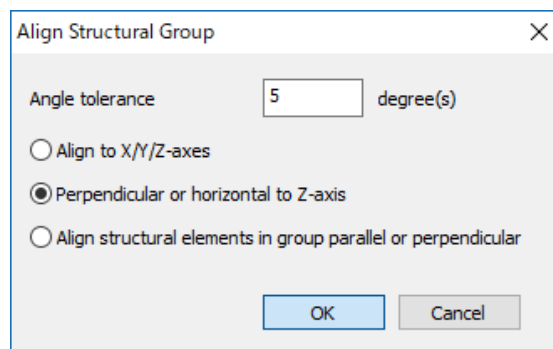 Align Structural Group
Angle tolerance 5 degree(s)
Align to X/Y/Z-axes
Perpendicular or horizontal to Z-axis
Align structural elements in group parallel or perpendicular
OK Cancel